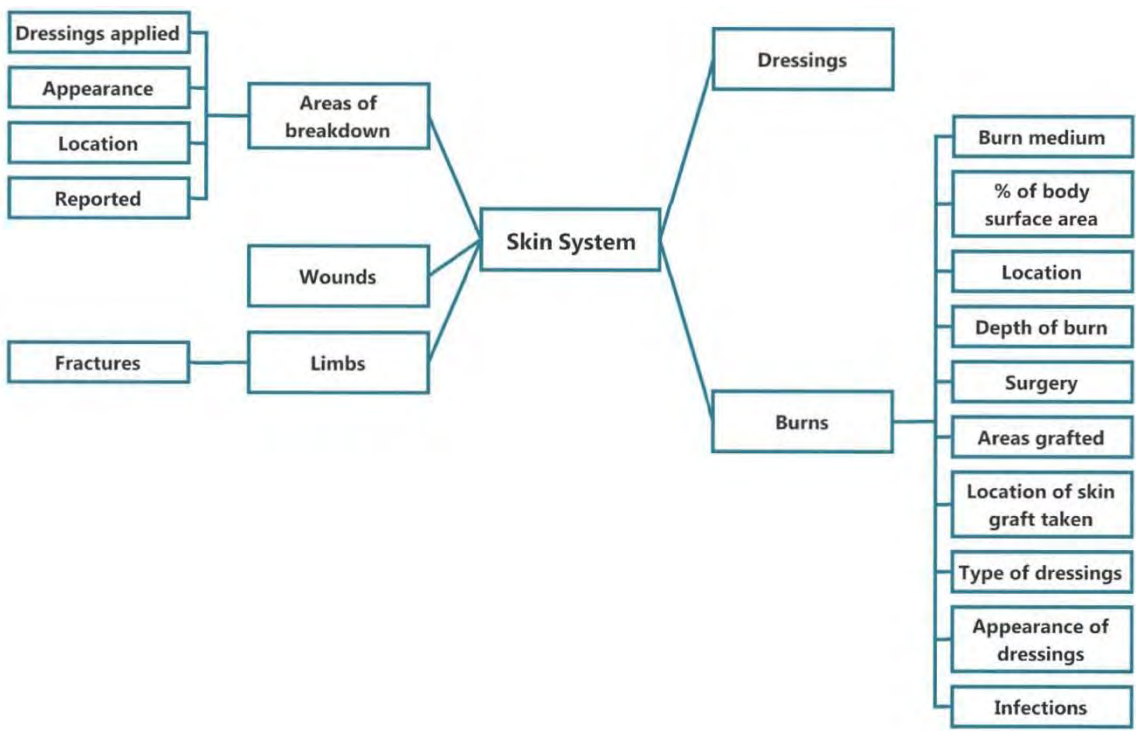 Dressings applied
Appearance
Location
Reported
Areas of
breakdown
Wounds
Fractures
Limbs
Skin System
Dressings
Burns
Burn medium
% of body
surface area
Location
Depth of burn
Surgery
Areas grafted
Location of skin
graft taken
Type of dressings
Appearance of
dressings
Infections